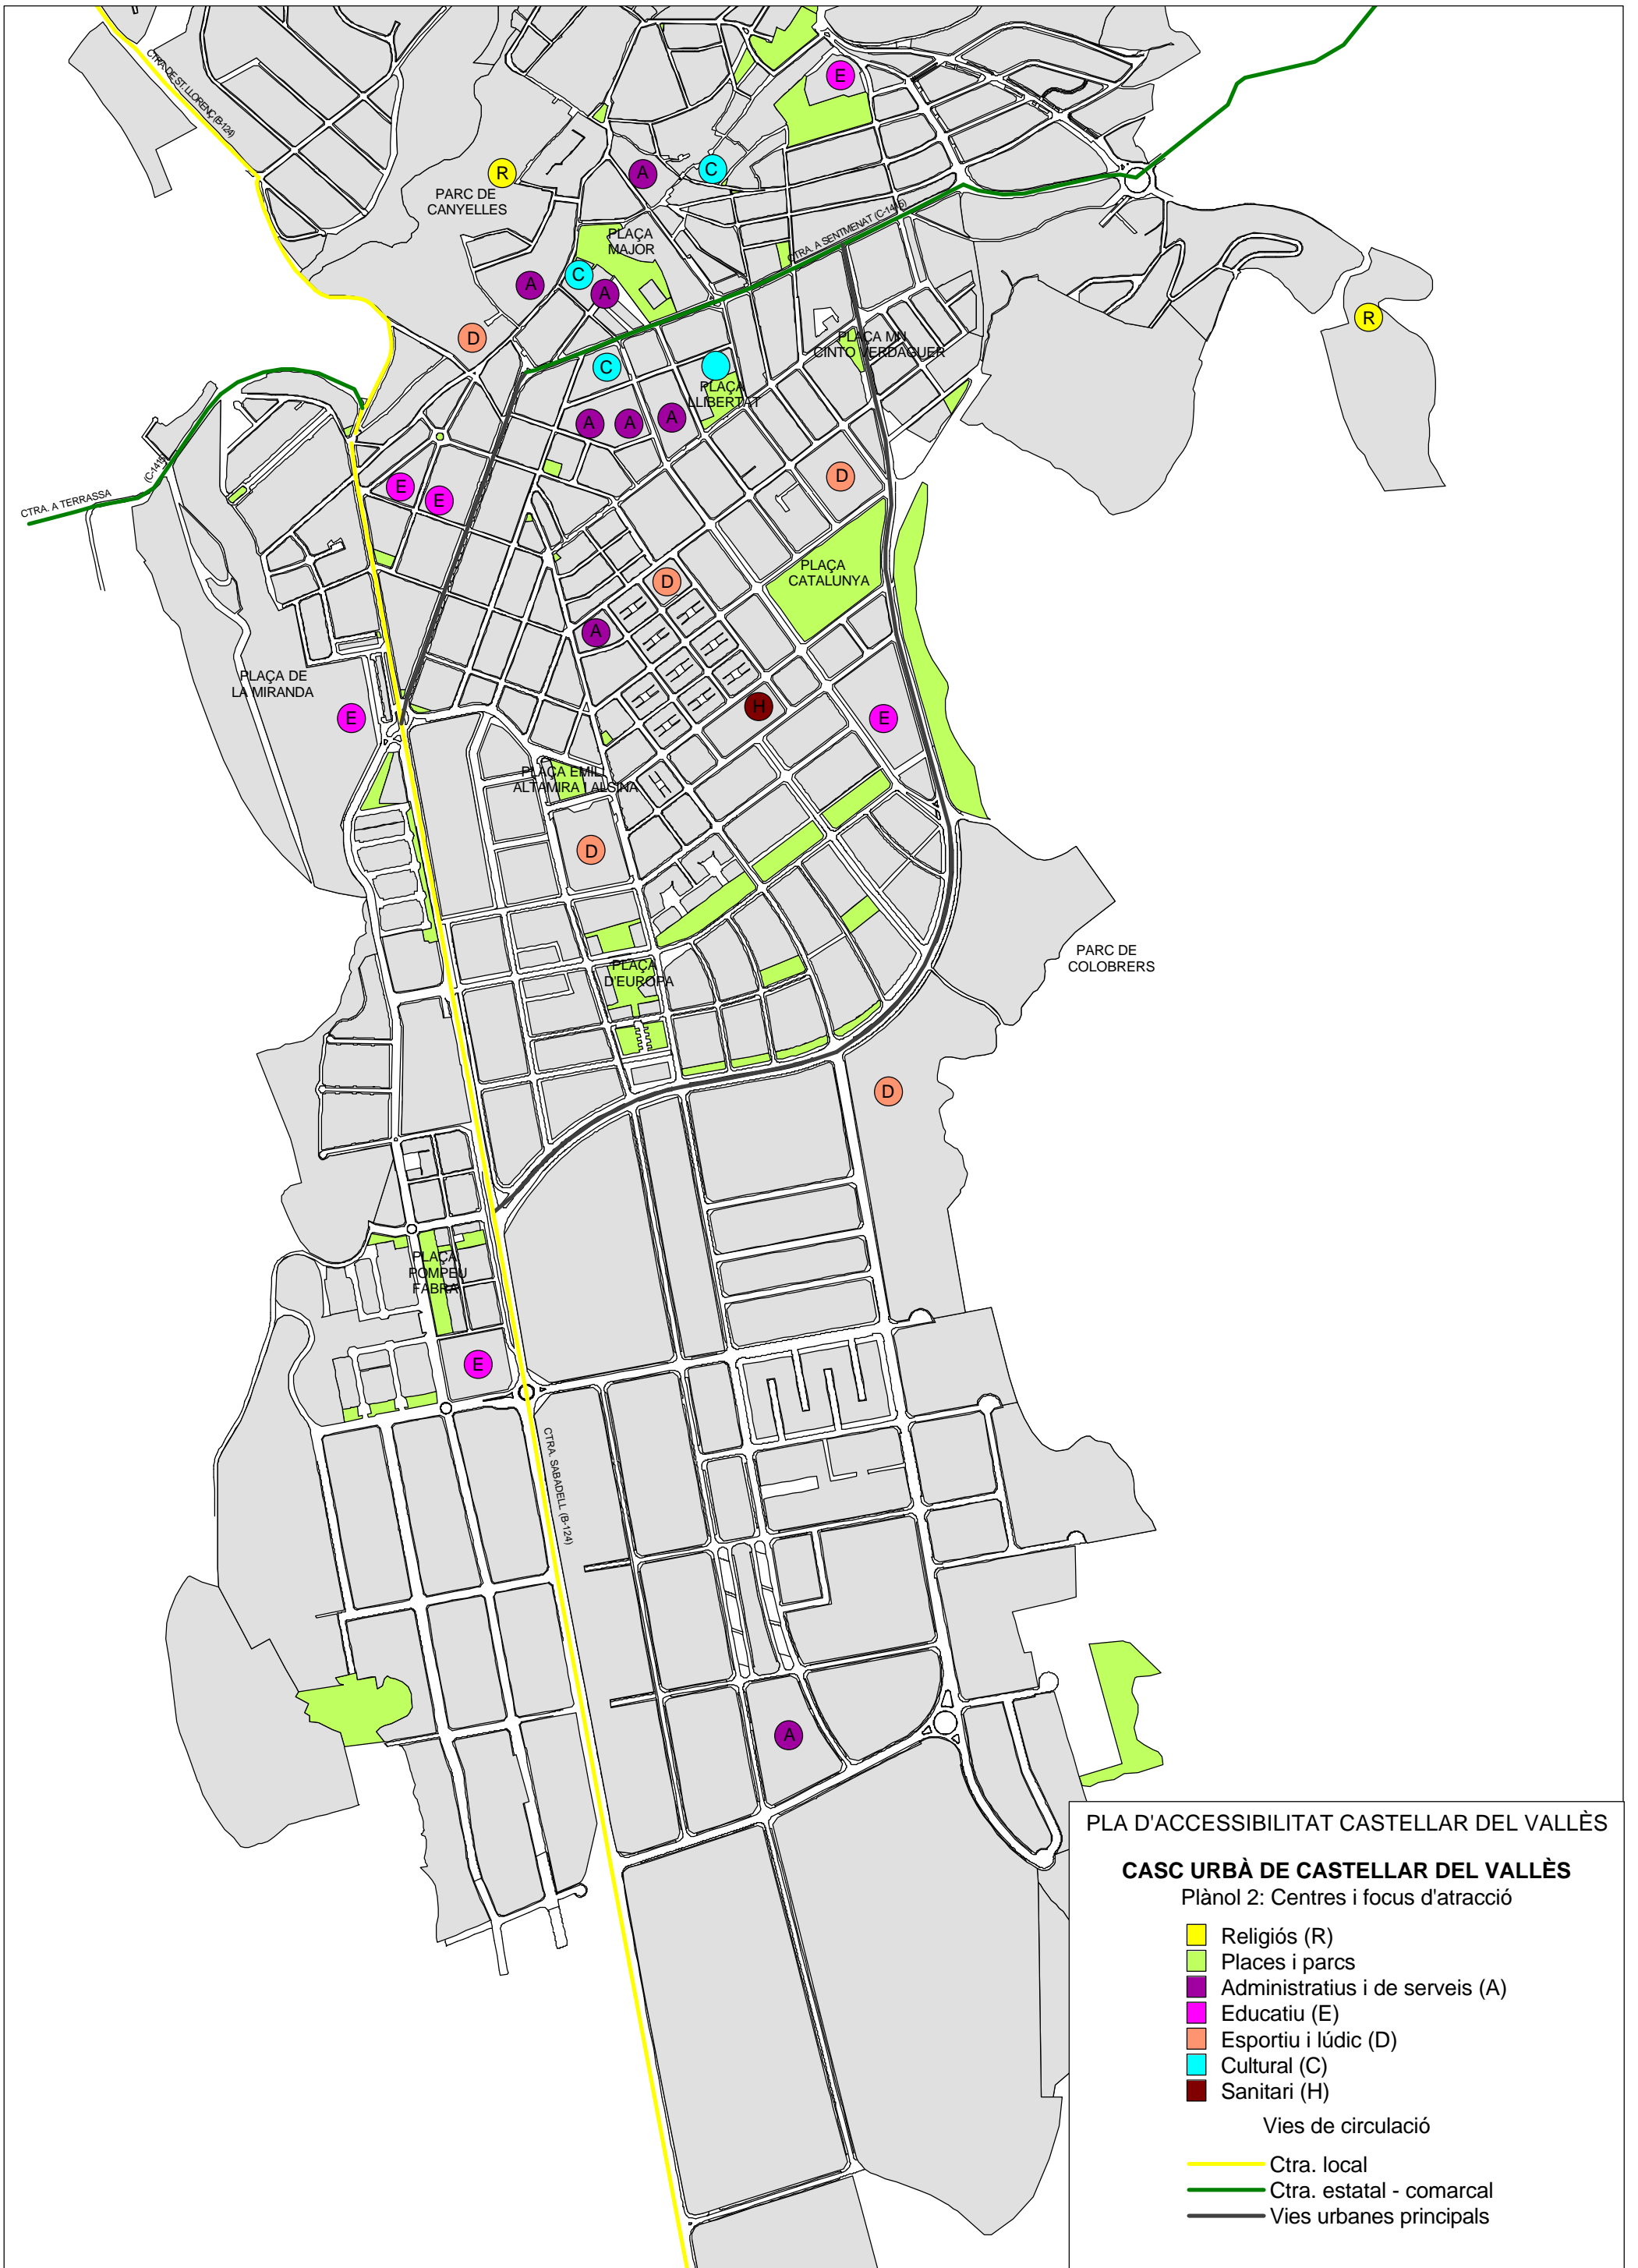 CTRA. DE ST. LLORENÇ (B-124)
E
R
A
C
PARC DE
CANYELLES
PLAÇA
MAJOR
CTRA. A SENTMENAT (C-1415)
A
C
A
R
D
PLAÇA MN.
CINTO VERDAGUER
C
PLAÇA
LLIBERTAT
A
A
A
(C-1415)
CTRA. A TERRASSA
E
E
D
PLAÇA
CATALUNYA
D
A
PLAÇA DE
LA MIRANDA
E
H
E
PLAÇA EMILI
ALTAMIRA I ALSINA
D
PLAÇA
D'EUROPA
PARC DE
COLOBRERS
D
PLAÇA
POMPEU
FABRA
E
CTRA. SABADELL (B-124)
A
PLA D'ACCESSIBILITAT CASTELLAR DEL VALLÈS
CASC URBÀ DE CASTELLAR DEL VALLÈS
Plànol 2: Centres i focus d'atracció
Religiós (R)
Places i parcs
Administratius i de serveis (A)
Educatiu (E)
Esportiu i lúdic (D)
Cultural (C)
Sanitari (H)
Vies de circulació
Ctra. local
Ctra. estatal - comarcal
Vies urbanes principals